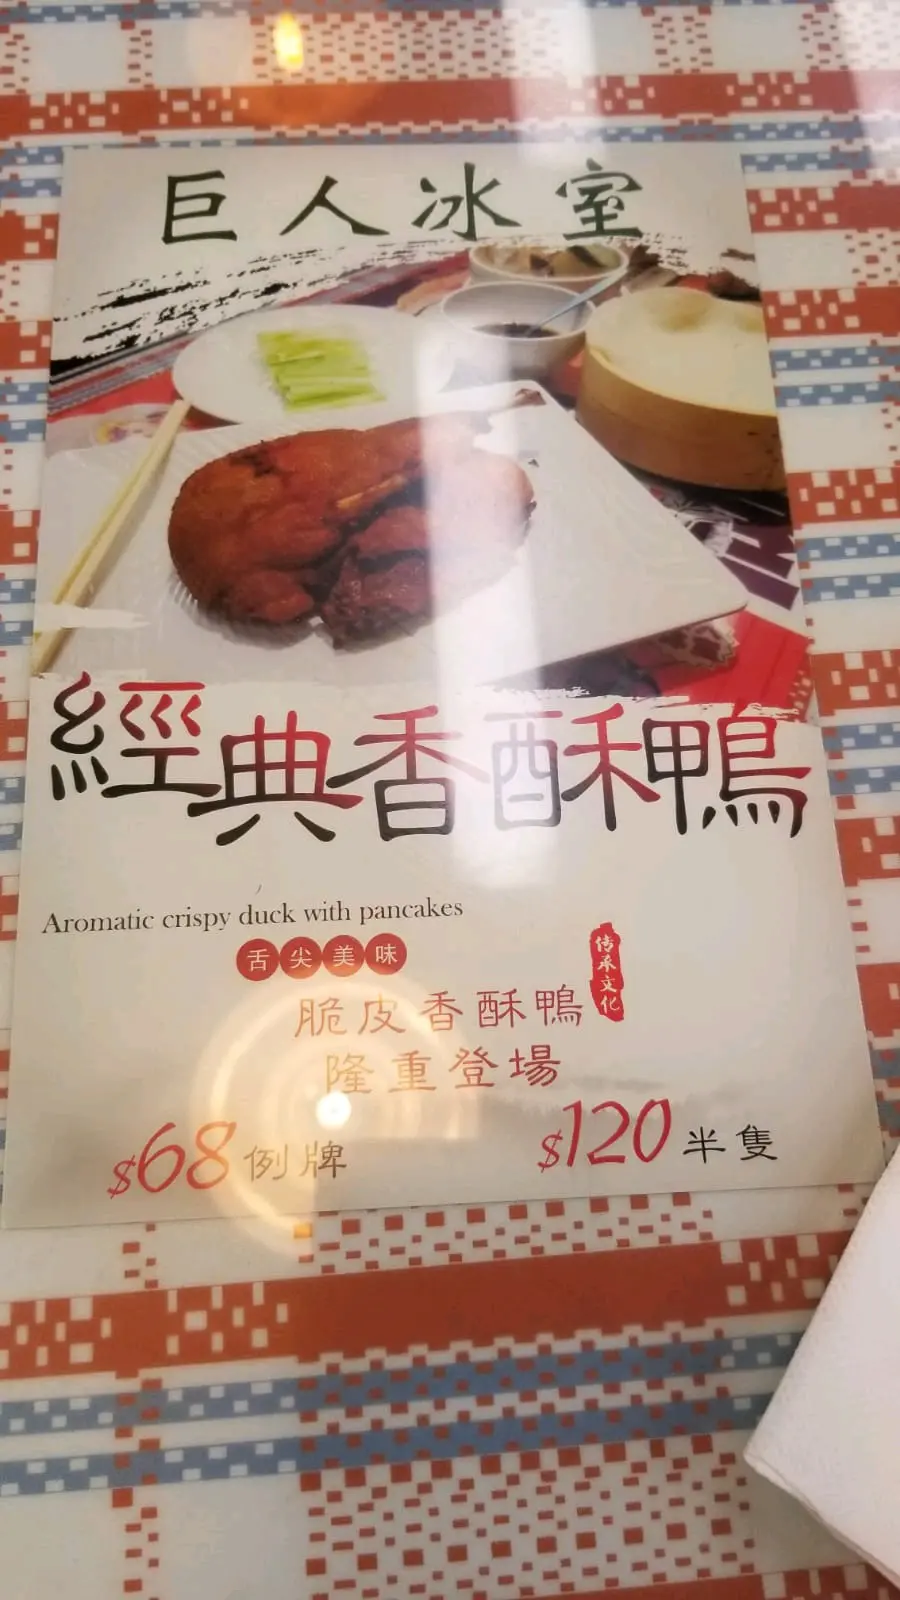 巨人冰室
經典香酥鴨
Aromatic crispy duck with pancakes
舌尖美味
传承文化
脆皮香酥鴨
隆重登場
$68 例牌
$120 半隻